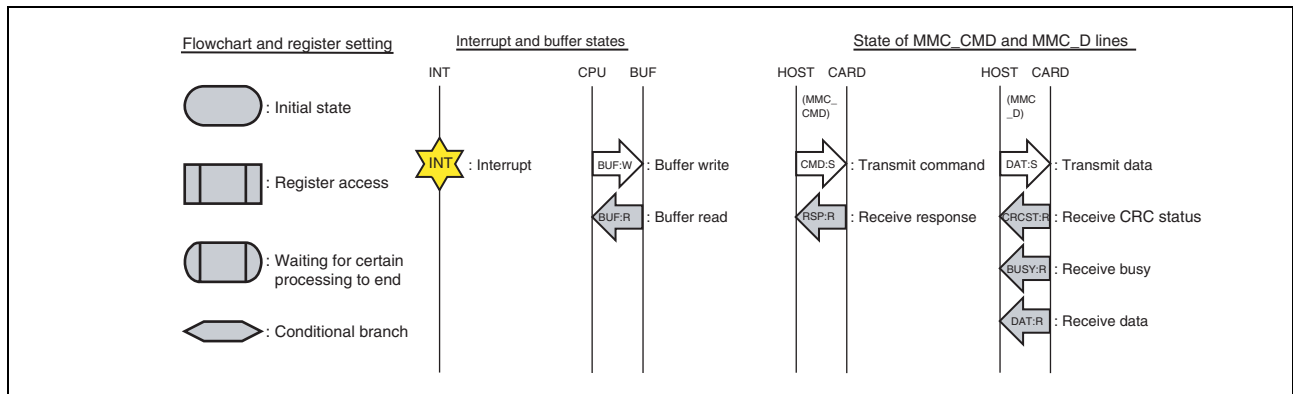 Flowchart and register setting
: Initial state
: Register access
: Waiting for certain
processing to end
: Conditional branch
Interrupt and buffer states
INT
CPU BUF
INT : Interrupt
BUF:W : Buffer write
BUF:R : Buffer read
State of MMC_CMD and MMC_D lines
HOST CARD
(MMC_
CMD)
CMD:S : Transmit command
RSP:R : Receive response
HOST CARD
(MMC
_D)
DAT:S : Transmit data
CRCST:R : Receive CRC status
BUSY:R : Receive busy
DAT:R : Receive data